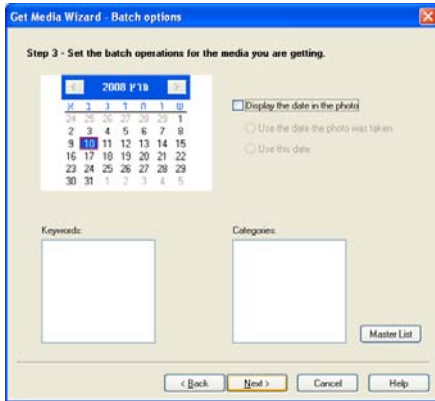 Get Media Wizard - Batch options
Step 3 - Set the batch operations for the media you are getting.
מרץ 2008
א ב ג ד ה ו ש
24 25 26 27 28 29 1
2 3 4 5 6 7 8
9 10 11 12 13 14 15
16 17 18 19 20 21 22
23 24 25 26 27 28 29
30 31 1 2 3 4 5
Display the date in the photo
Use the date the photo was taken
Use this date
Keywords:
Categories:
Master List
< Back
Next >
Cancel
Help